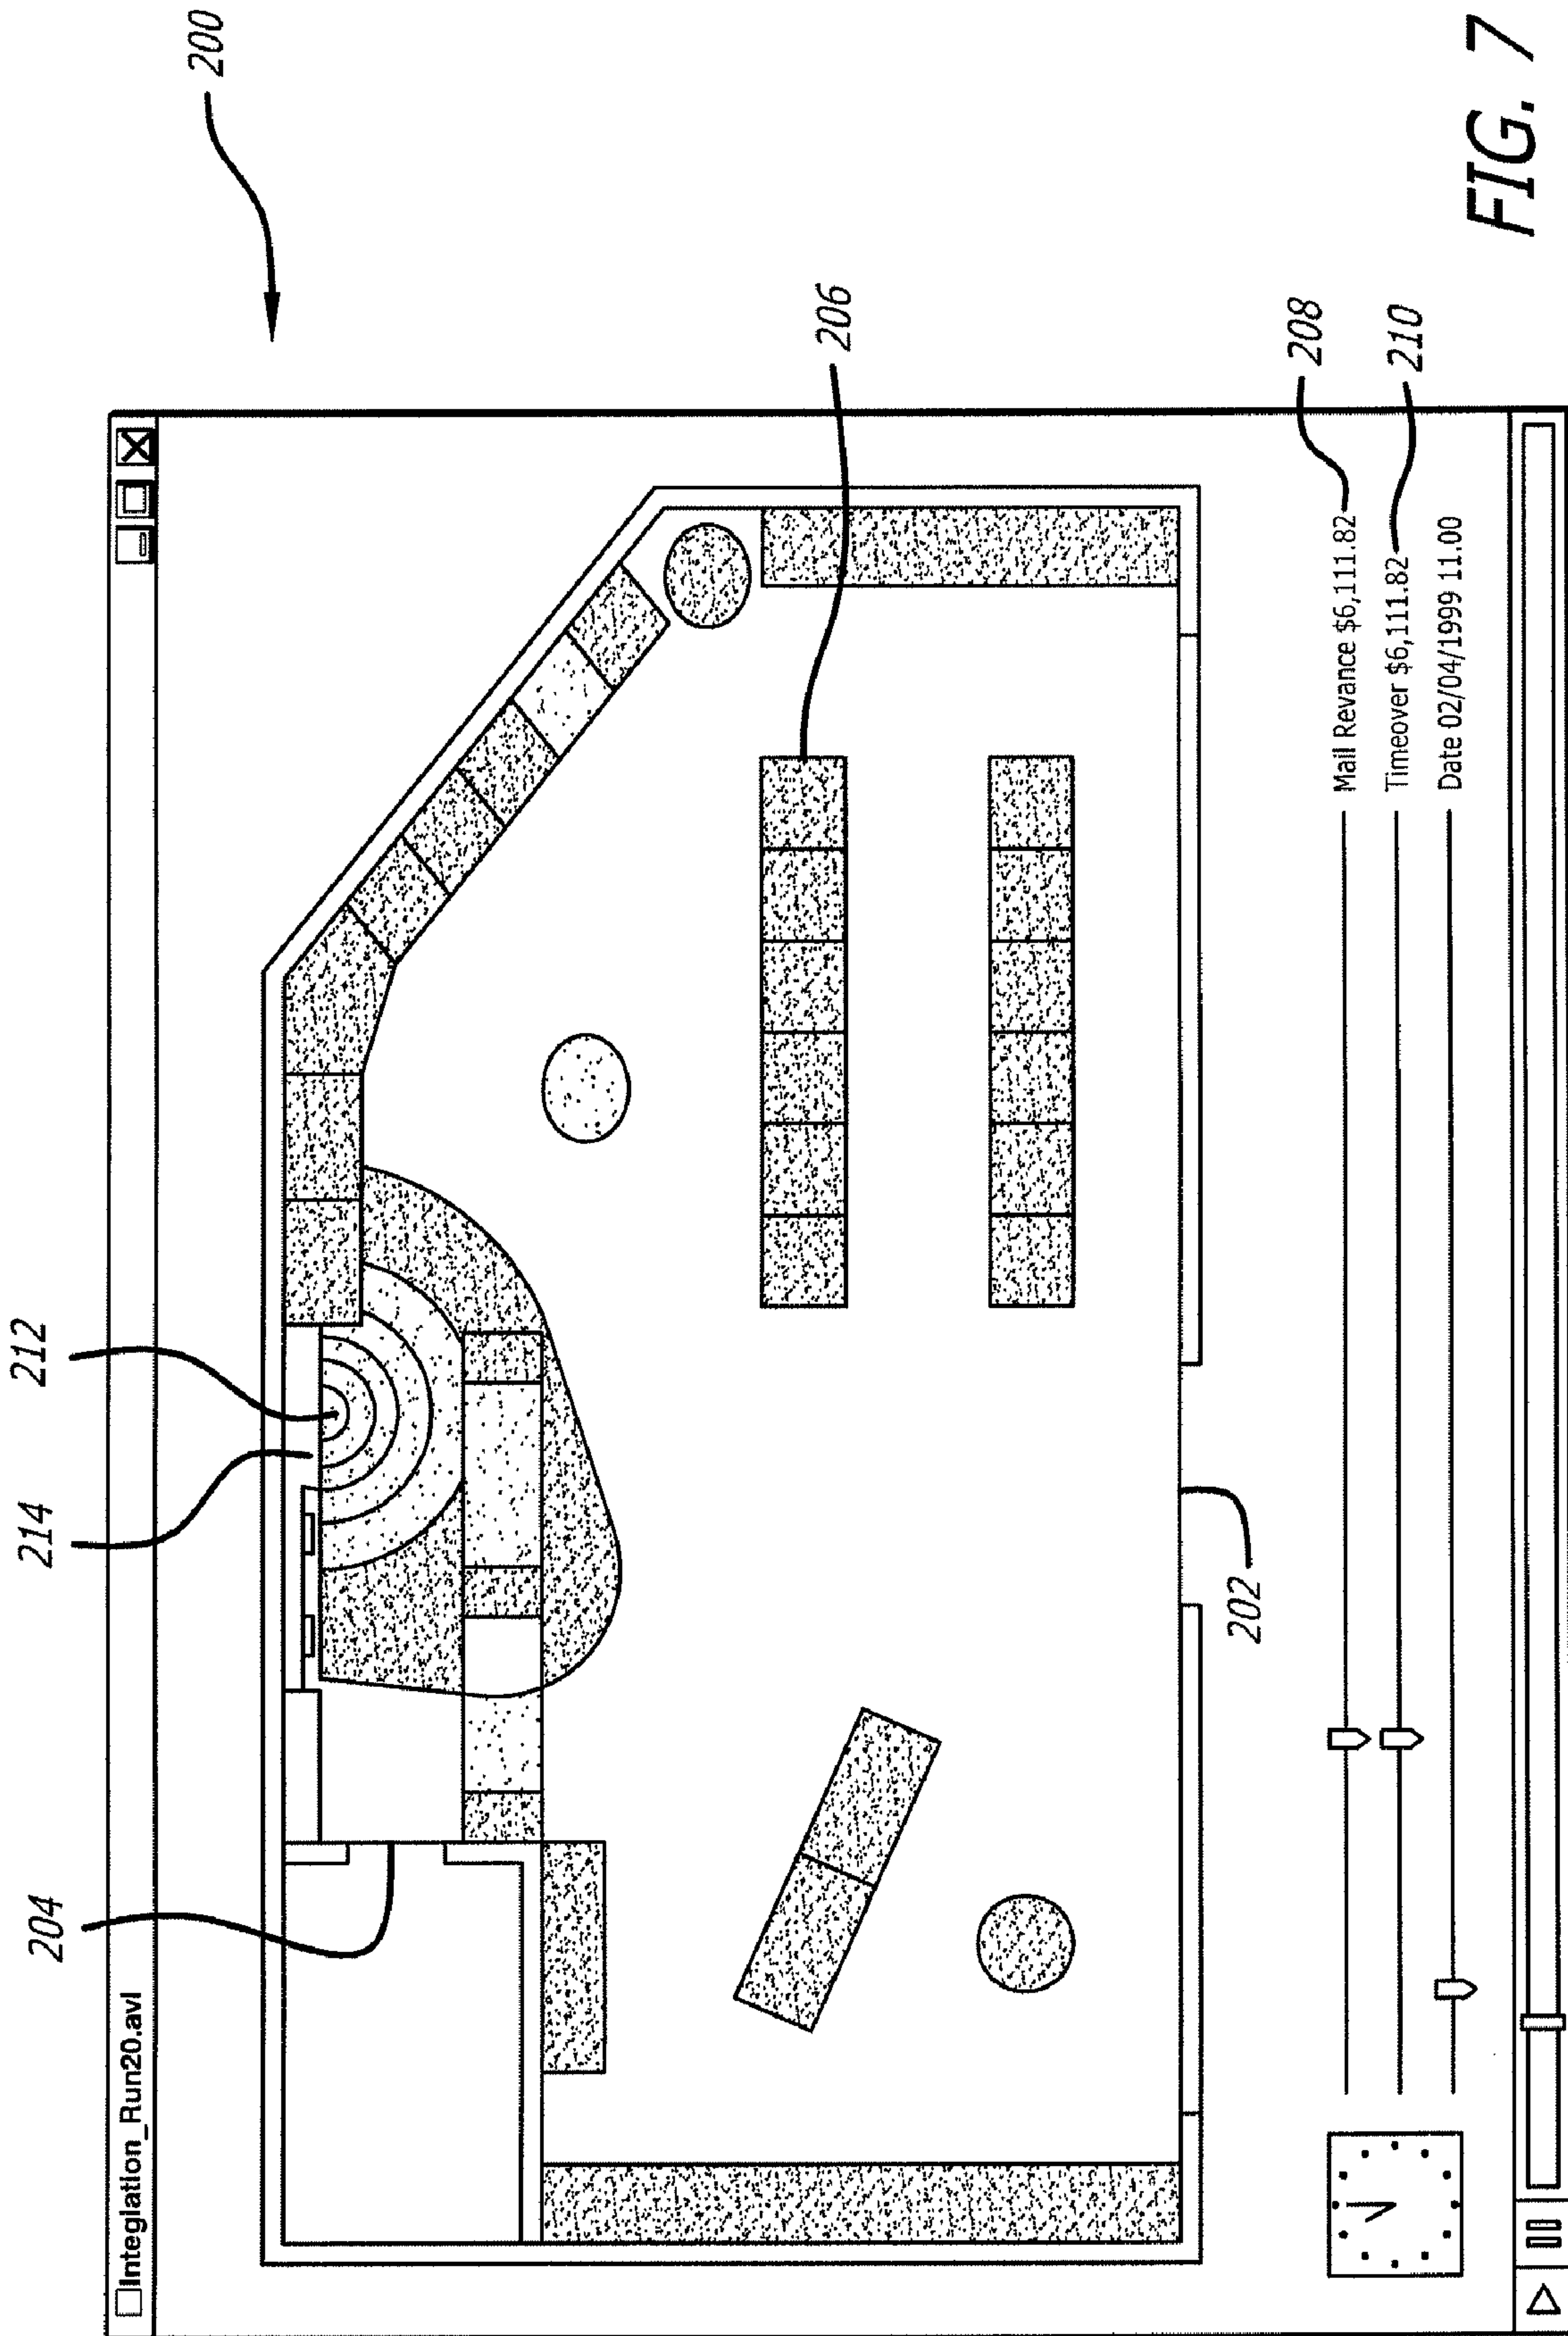 Integlation_Run20.avl
200
204
214
212
206
202
Mail Revance $6,111.82
208
Timeover $6,111.82
210
Date 02/04/1999 11.00
FIG. 7